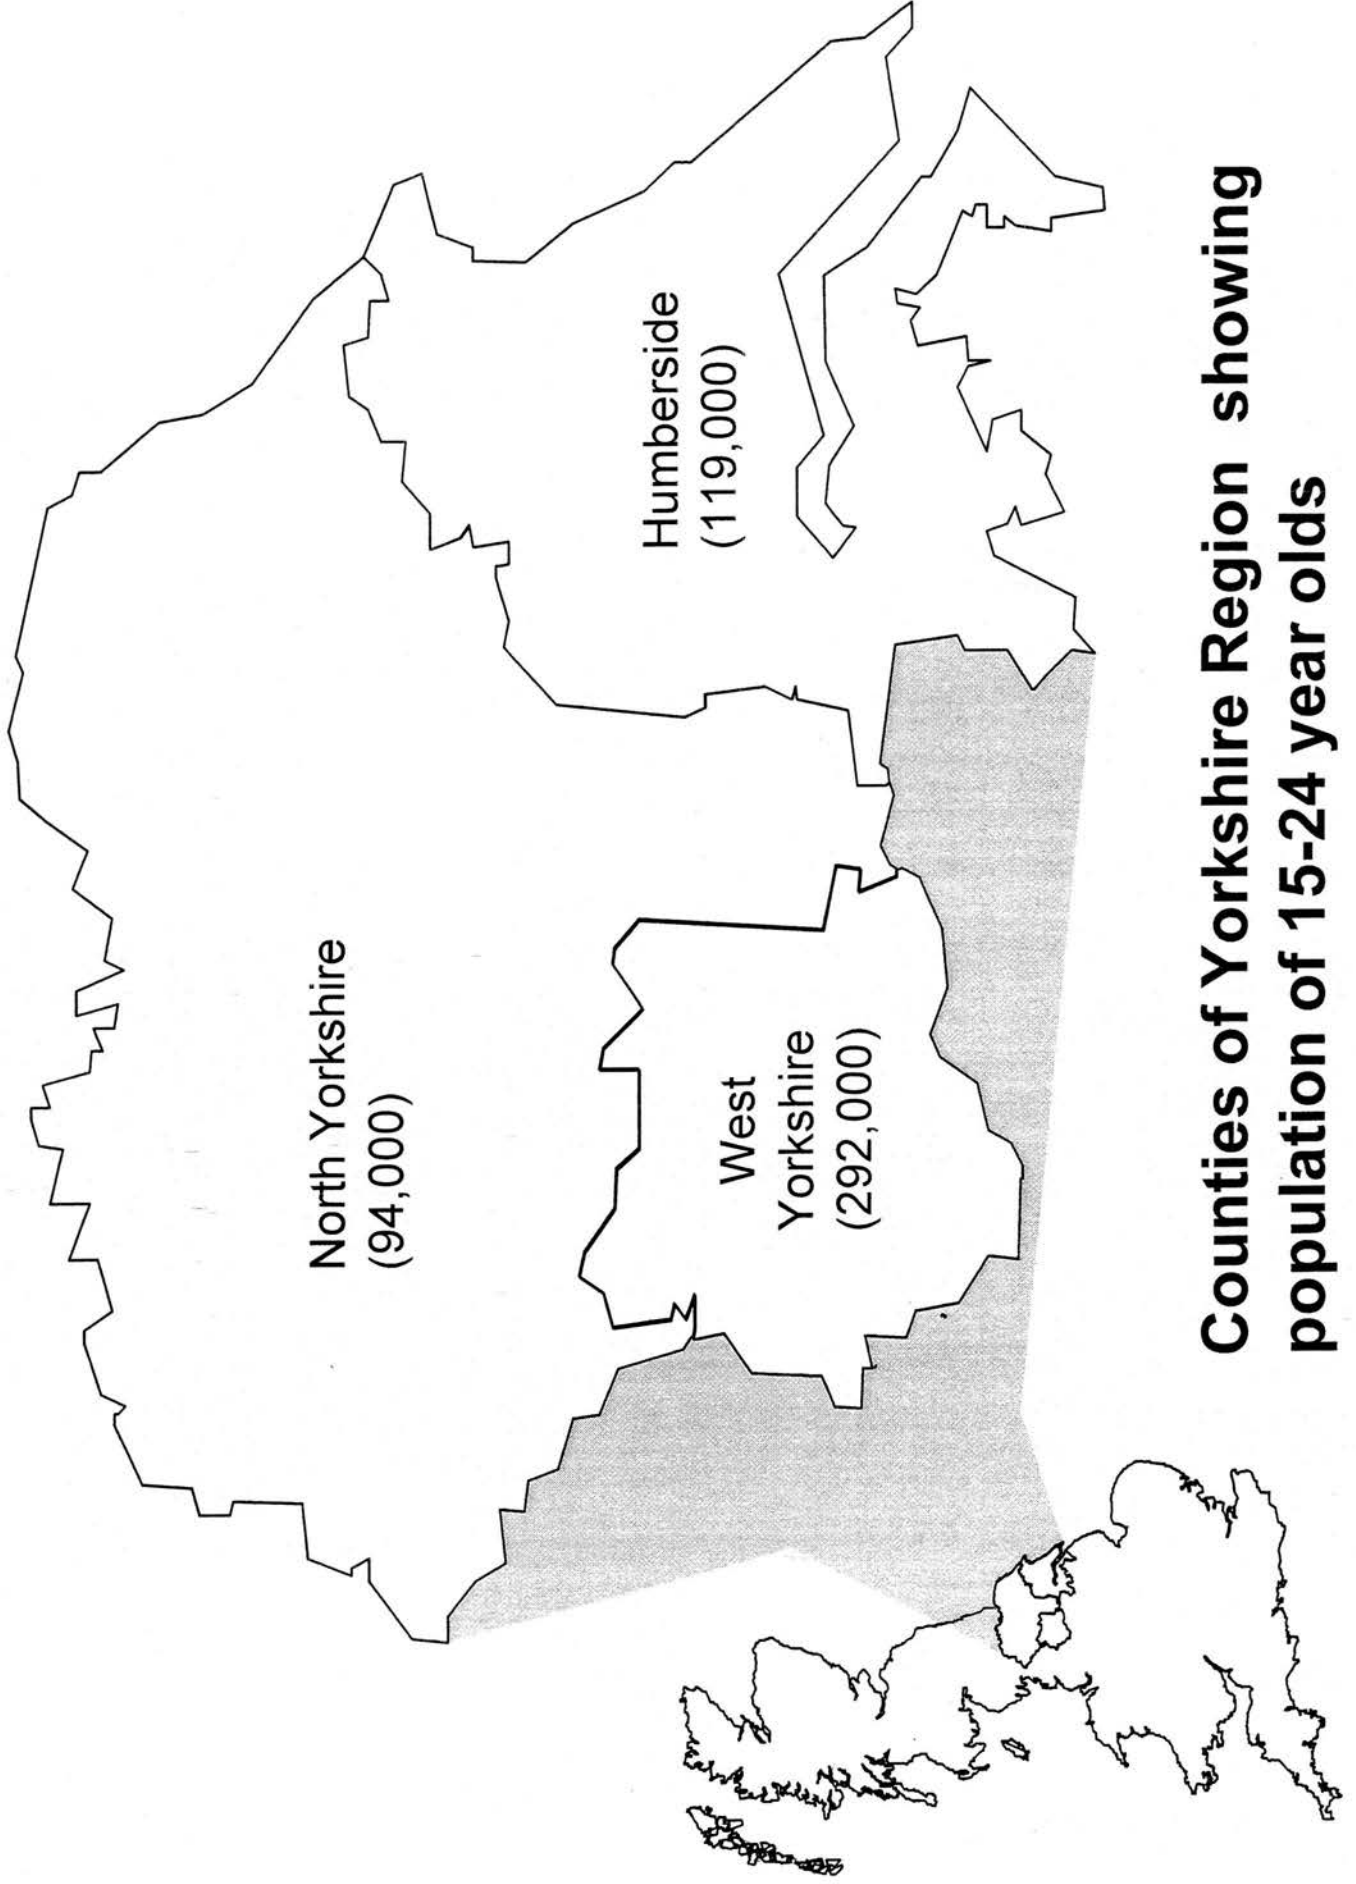 North Yorkshire
(94,000)
Humberside
(119,000)
West
Yorkshire
(292,000)
Counties of Yorkshire Region showing
population of 15-24 year olds